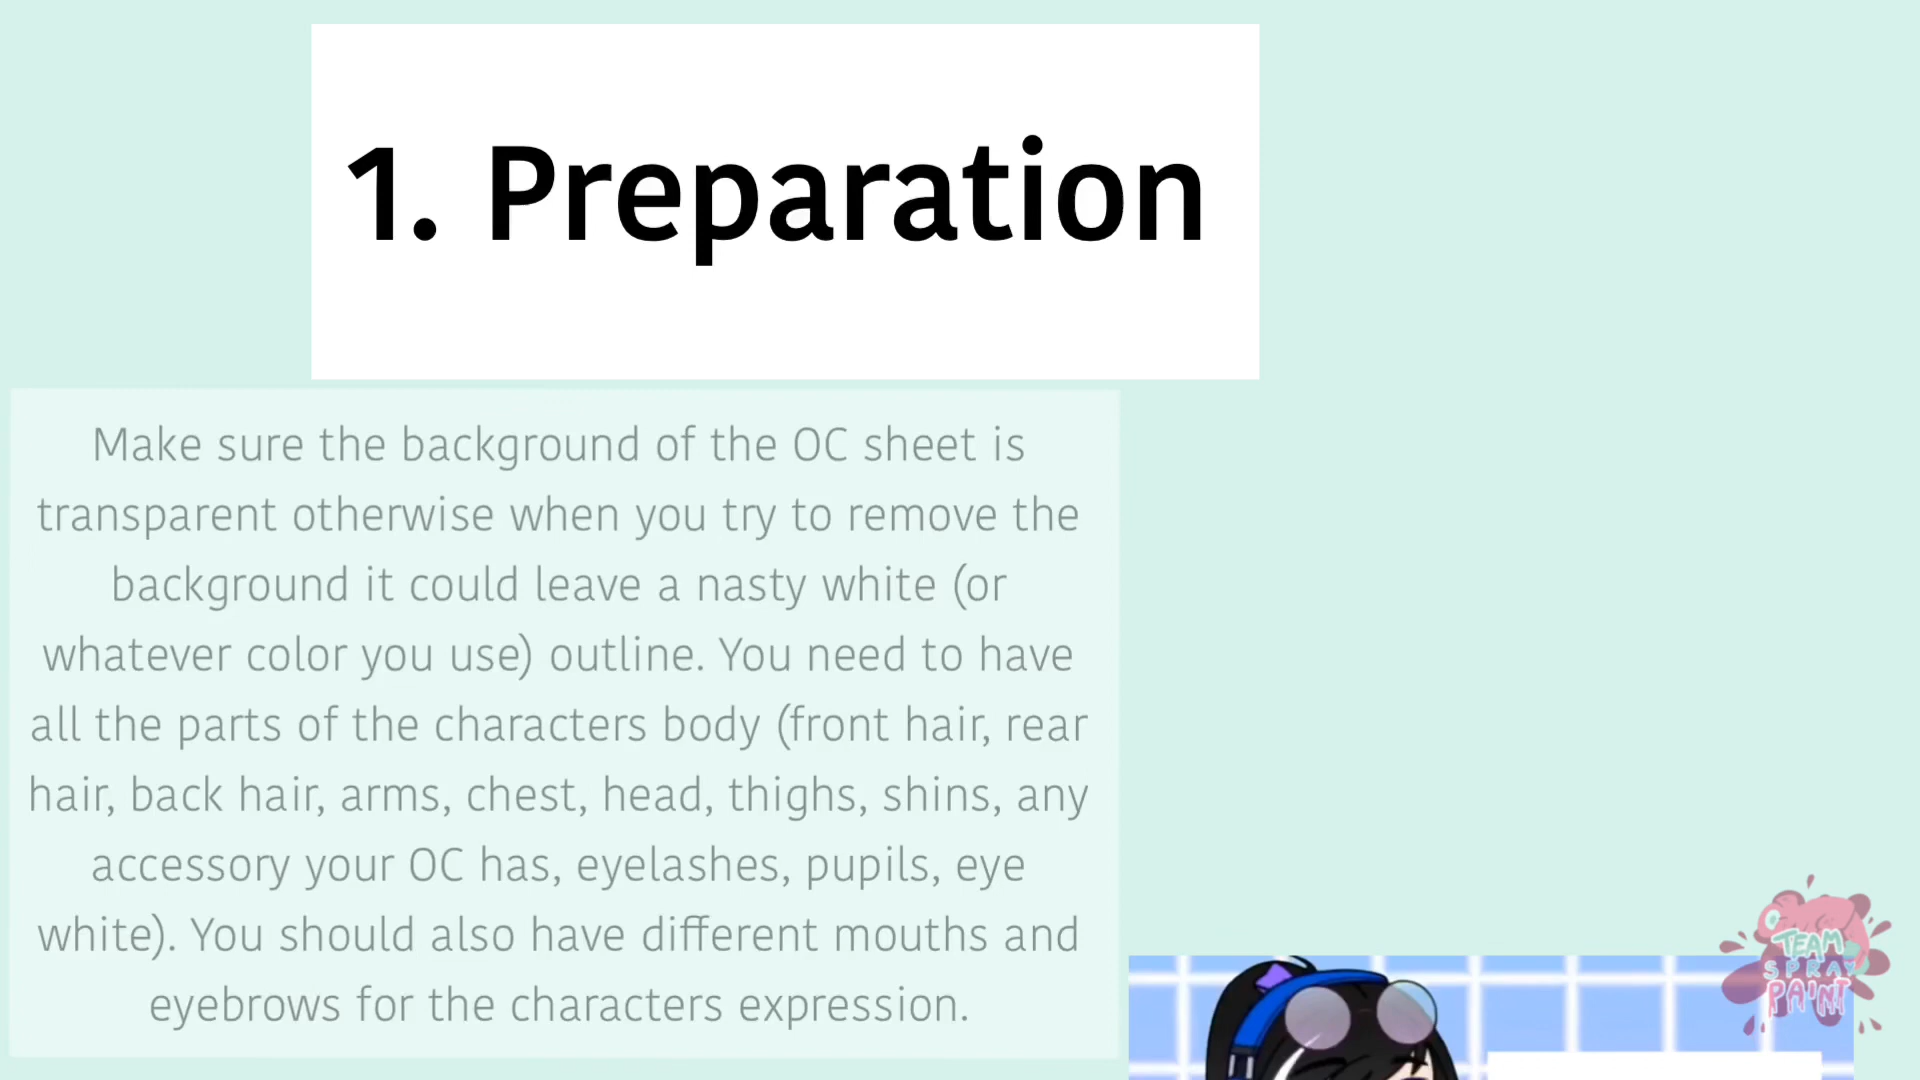 1. Preparation
Make sure the background of the OC sheet is
transparent otherwise when you try to remove the
background it could leave a nasty white (or
whatever color you use) outline. You need to have
all the parts of the characters body (front hair, rear
hair, back hair, arms, chest, head, thighs, shins, any
accessory your OC has, eyelashes, pupils, eye
white). You should also have different mouths and
eyebrows for the characters expression.
TEAM
SPRAY
PAINT